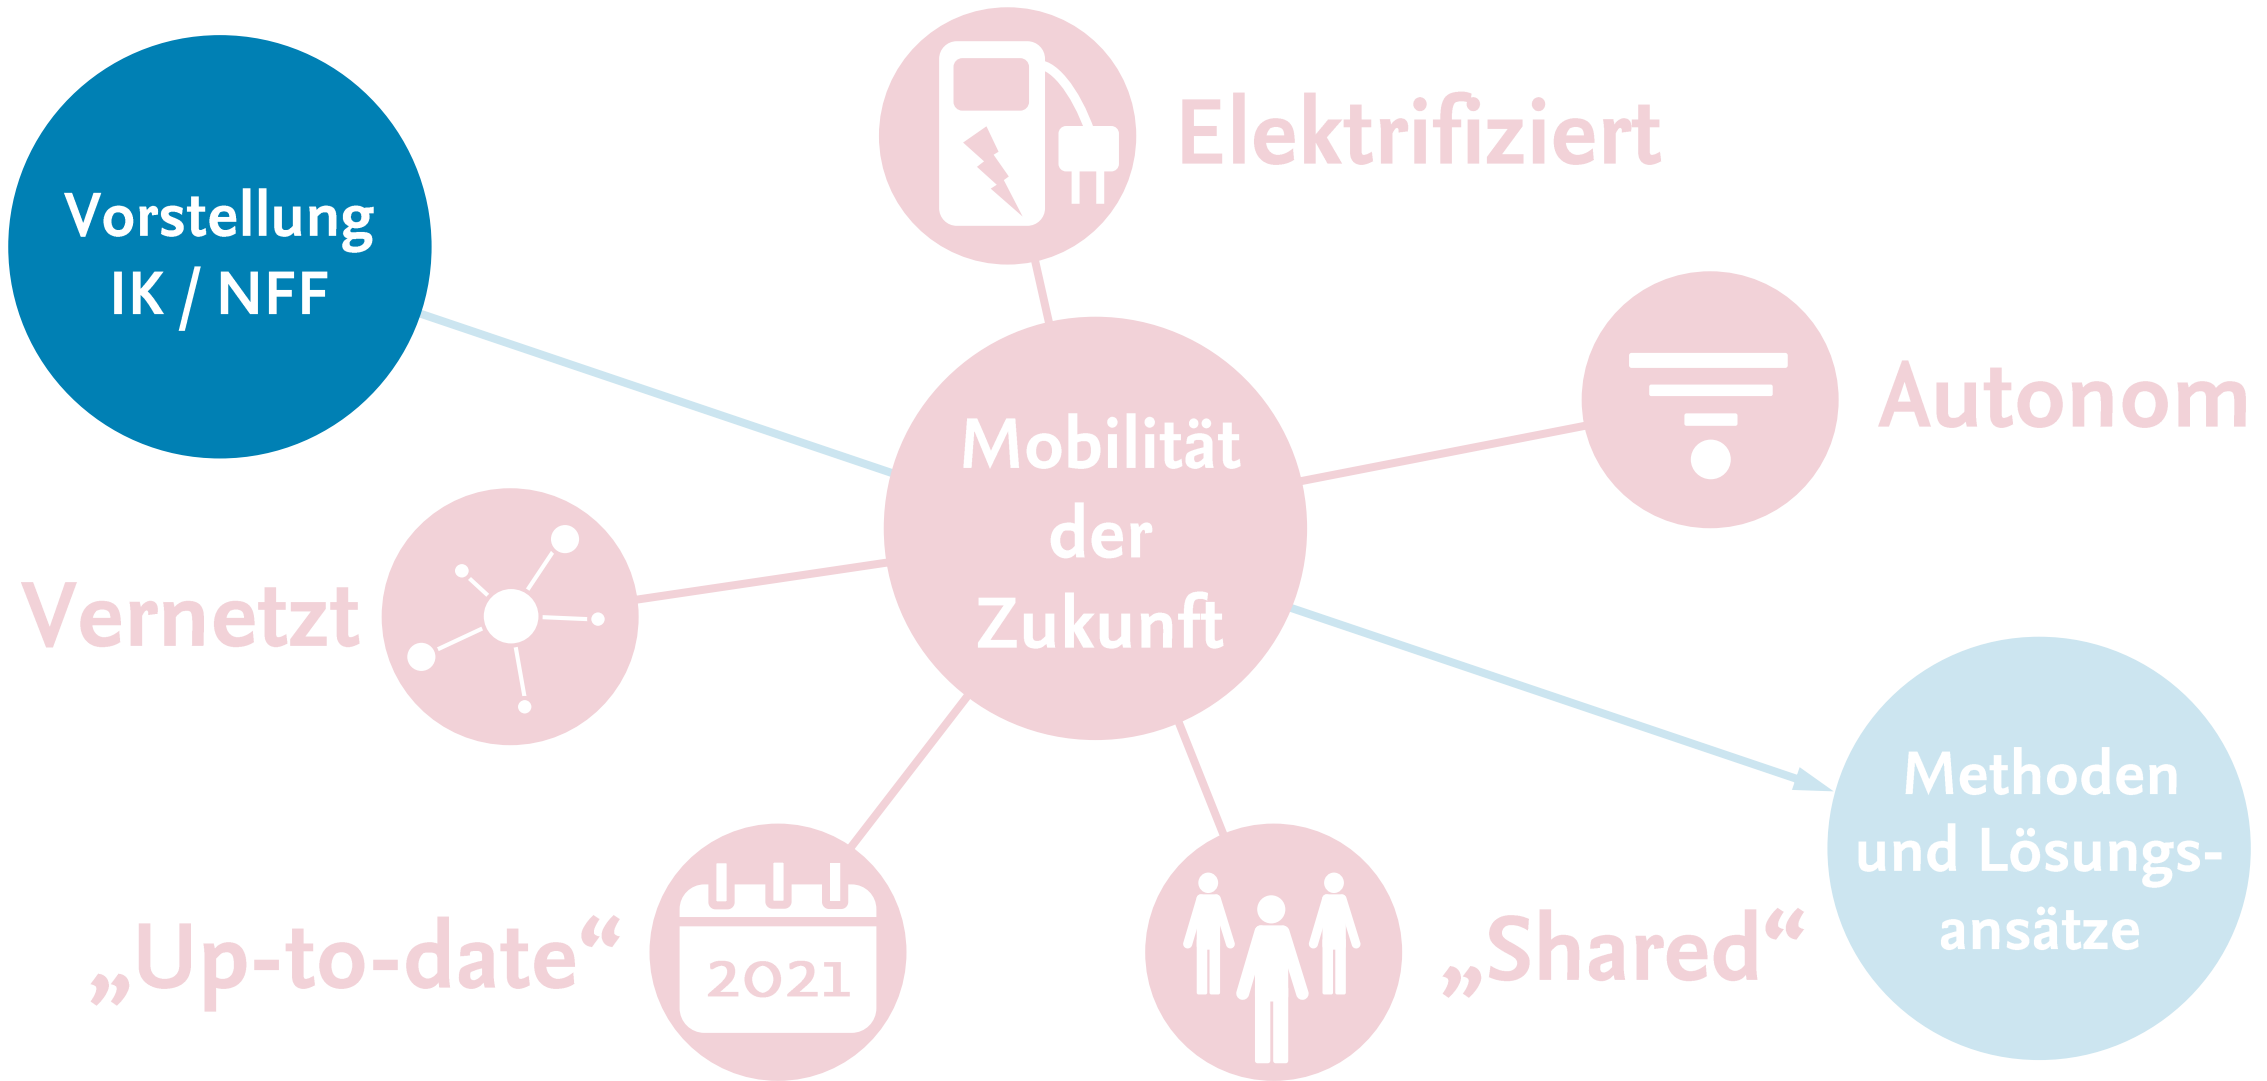 Elektrifiziert
Vorstellung
IK / NFF
Autonom
Mobilität
der
Zukunft
Vernetzt
Methoden
und Lösungs-
ansätze
„Up-to-date“
2021
„Shared“